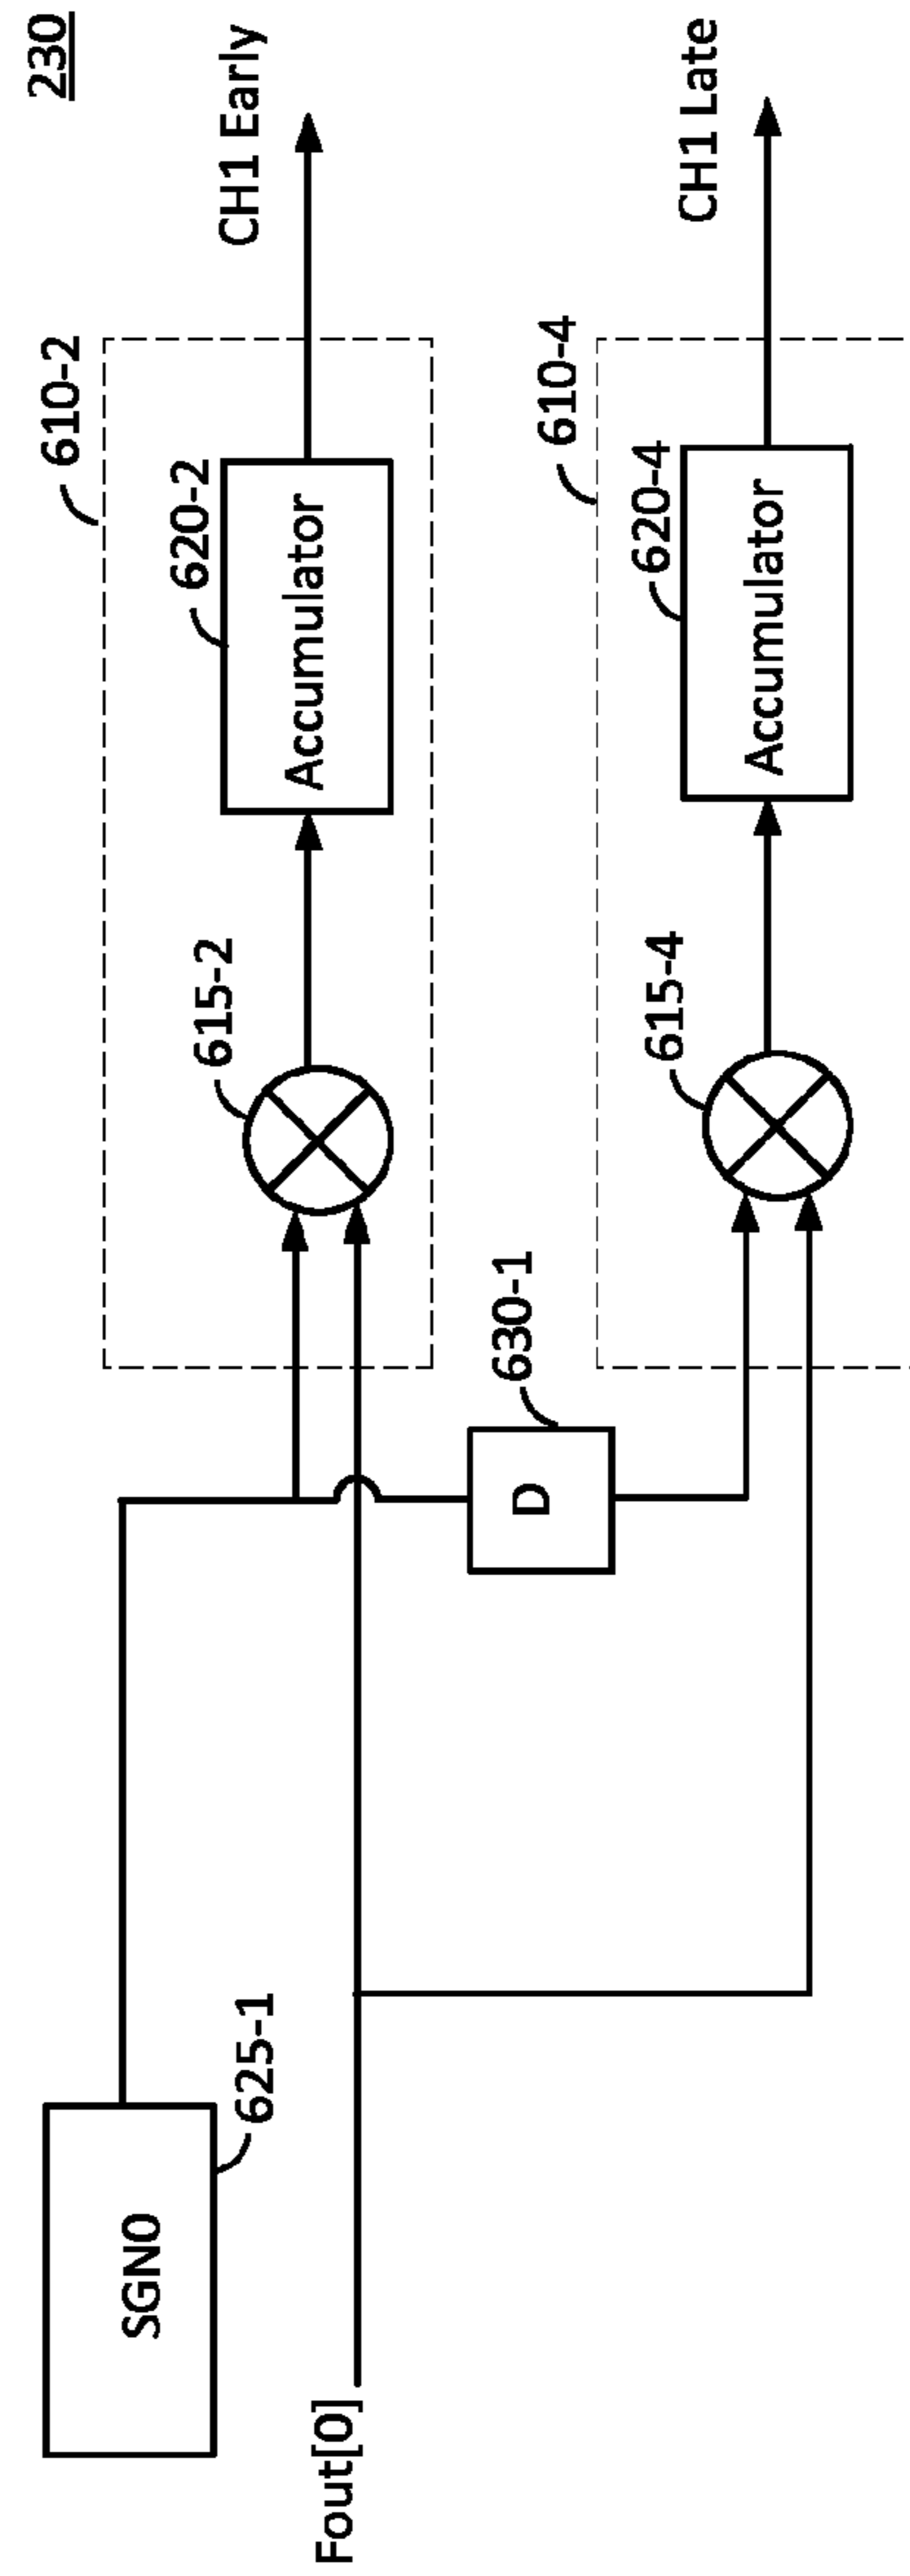 230
610-2
CH1 Early
620-2
Accumulator
615-2
610-4
CH1 Late
620-4
Accumulator
615-4
630-1
D
SGN0
625-1
Fout[0]